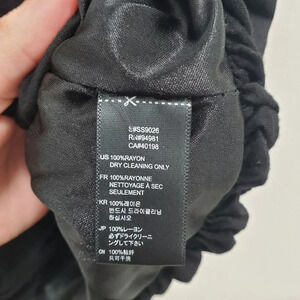 S#SS9026
RN#94981
CA#40198
US 100%RAYON
DRY CLEANING ONLY
FR 100%RAYONNE
NETTOYAGE À SEC
SEULEMENT
KR 100%레이온
반드시 드라이클리닝
하십시오
JP 100%レーヨン
必ずドライクリーニ
ングして下さい
CN 100%粘纤
只可干洗